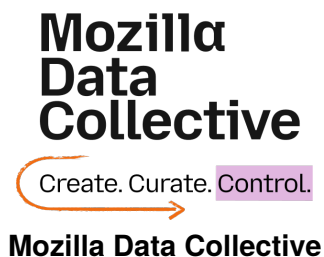 Mozilla
Data
Collective
Create. Curate. Control.
Mozilla Data Collective